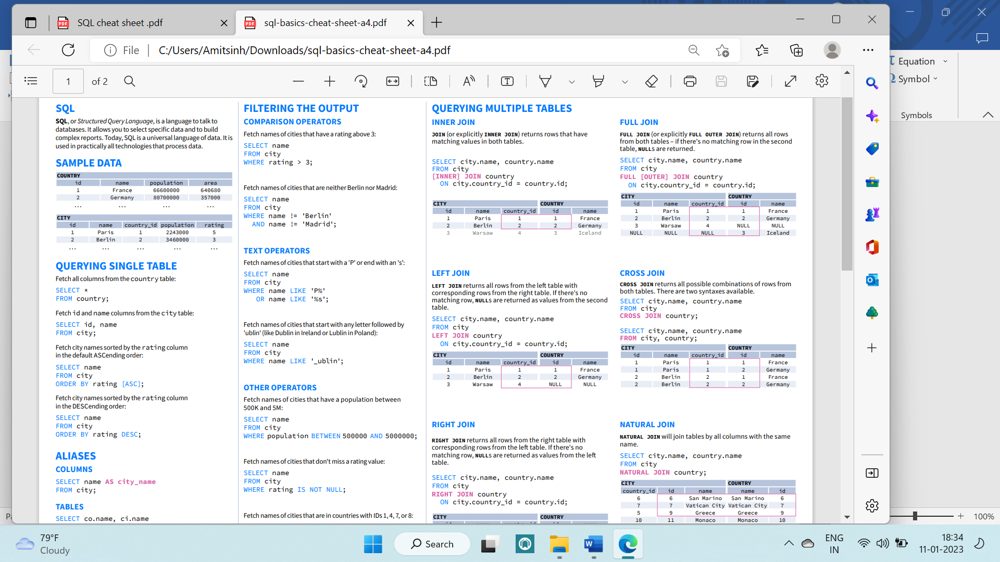 SQL cheat sheet .pdf
sql-basics-cheat-sheet-a4.pdf
File
C:/Users/Amitsinh/Downloads/sql-basics-cheat-sheet-a4.pdf
1
of 2
Equation
Symbol
Symbols
SQL
SQL, or Structured Query Language, is a language to talk to
databases. It allows you to select specific data and to build
complex reports. Today, SQL is a universal language of data. It is
used in practically all technologies that process data.
SAMPLE DATA
COUNTRY
id name population area
1 France 66600000 640680
2 Germany 80700000 357000
... ... ... ...
CITY
id name country_id population rating
1 Paris 1 2243000 5
2 Berlin 2 3460000 3
... ... ... ... ...
QUERYING SINGLE TABLE
Fetch all columns from the country table:
SELECT *
FROM country;
Fetch id and name columns from the city table:
SELECT id, name
FROM city;
Fetch city names sorted by the rating column
in the default ASCending order:
SELECT name
FROM city
ORDER BY rating [ASC];
Fetch city names sorted by the rating column
in the DESCending order:
SELECT name
FROM city
ORDER BY rating DESC;
ALIASES
COLUMNS
SELECT name AS city_name
FROM city;
TABLES
SELECT co.name, ci.name
FILTERING THE OUTPUT
COMPARISON OPERATORS
Fetch names of cities that have a rating above 3:
SELECT name
FROM city
WHERE rating > 3;
Fetch names of cities that are neither Berlin nor Madrid:
SELECT name
FROM city
WHERE name != 'Berlin'
AND name != 'Madrid';
TEXT OPERATORS
Fetch names of cities that start with a 'P' or end with an 's':
SELECT name
FROM city
WHERE name LIKE 'P%'
OR name LIKE '%s';
Fetch names of cities that start with any letter followed by
'ublin' (like Dublin in Ireland or Lublin in Poland):
SELECT name
FROM city
WHERE name LIKE '_ublin';
OTHER OPERATORS
Fetch names of cities that have a population between
500K and 5M:
SELECT name
FROM city
WHERE population BETWEEN 500000 AND 5000000;
Fetch names of cities that don't miss a rating value:
SELECT name
FROM city
WHERE rating IS NOT NULL;
Fetch names of cities that are in countries with IDs 1, 4, 7, or 8:
QUERYING MULTIPLE TABLES
INNER JOIN
JOIN (or explicitly INNER JOIN) returns rows that have
matching values in both tables.
SELECT city.name, country.name
FROM city
[INNER] JOIN country
ON city.country_id = country.id;
CITY COUNTRY
id name country_id id name
1 Paris 1 1 France
2 Berlin 2 2 Germany
3 Warsaw 4 3 Iceland
LEFT JOIN
LEFT JOIN returns all rows from the left table with
corresponding rows from the right table. If there's no
matching row, NULLs are returned as values from the second
table.
SELECT city.name, country.name
FROM city
LEFT JOIN country
ON city.country_id = country.id;
CITY COUNTRY
id name country_id id name
1 Paris 1 1 France
2 Berlin 2 2 Germany
3 Warsaw 4 NULL NULL
RIGHT JOIN
RIGHT JOIN returns all rows from the right table with
corresponding rows from the left table. If there's no
matching row, NULLs are returned as values from the left
table.
SELECT city.name, country.name
FROM city
RIGHT JOIN country
ON city.country_id = country.id;
CITY COUNTRY
FULL JOIN
FULL JOIN (or explicitly FULL OUTER JOIN) returns all rows
from both tables – if there's no matching row in the second
table, NULLs are returned.
SELECT city.name, country.name
FROM city
FULL [OUTER] JOIN country
ON city.country_id = country.id;
CITY COUNTRY
id name country_id id name
1 Paris 1 1 France
2 Berlin 2 2 Germany
3 Warsaw 4 NULL NULL
NULL NULL NULL 3 Iceland
CROSS JOIN
CROSS JOIN returns all possible combinations of rows from
both tables. There are two syntaxes available.
SELECT city.name, country.name
FROM city
CROSS JOIN country;
SELECT city.name, country.name
FROM city, country;
CITY COUNTRY
id name country_id id name
1 Paris 1 1 France
1 Paris 1 2 Germany
2 Berlin 2 1 France
2 Berlin 2 2 Germany
NATURAL JOIN
NATURAL JOIN will join tables by all columns with the same
name.
SELECT city.name, country.name
FROM city
NATURAL JOIN country;
CITY COUNTRY
country_id id name name id
6 6 San Marino San Marino 6
7 7 Vatican City Vatican City 7
5 9 Greece Greece 9
10 11 Monaco Monaco 10
100%
79°F
Cloudy
Search
ENG
IN
18:34
11-01-2023